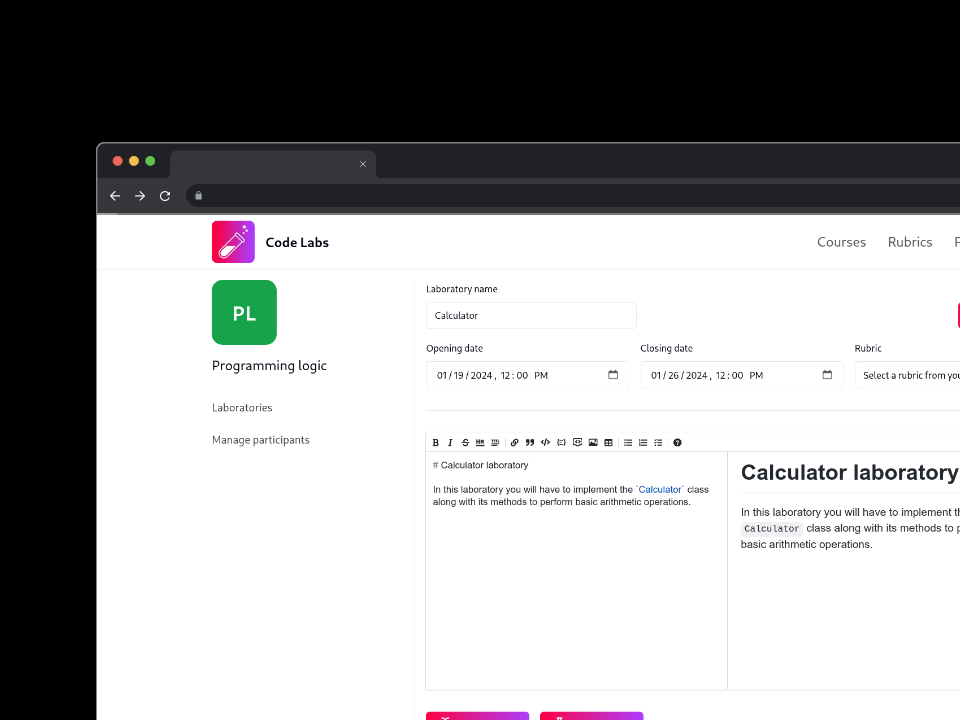 Code Labs
Courses Rubrics
PL
Programming logic
Laboratories
Manage participants
Laboratory name
Calculator
Opening date Closing date Rubric
01/19/2024, 12:00 PM 01/26/2024, 12:00 PM Select a rubric from you
# Calculator laboratory
In this laboratory you will have to implement the `Calculator` class
along with its methods to perform basic arithmetic operations.
Calculator laboratory
In this laboratory you will have to implement th
Calculator class along with its methods to p
basic arithmetic operations.